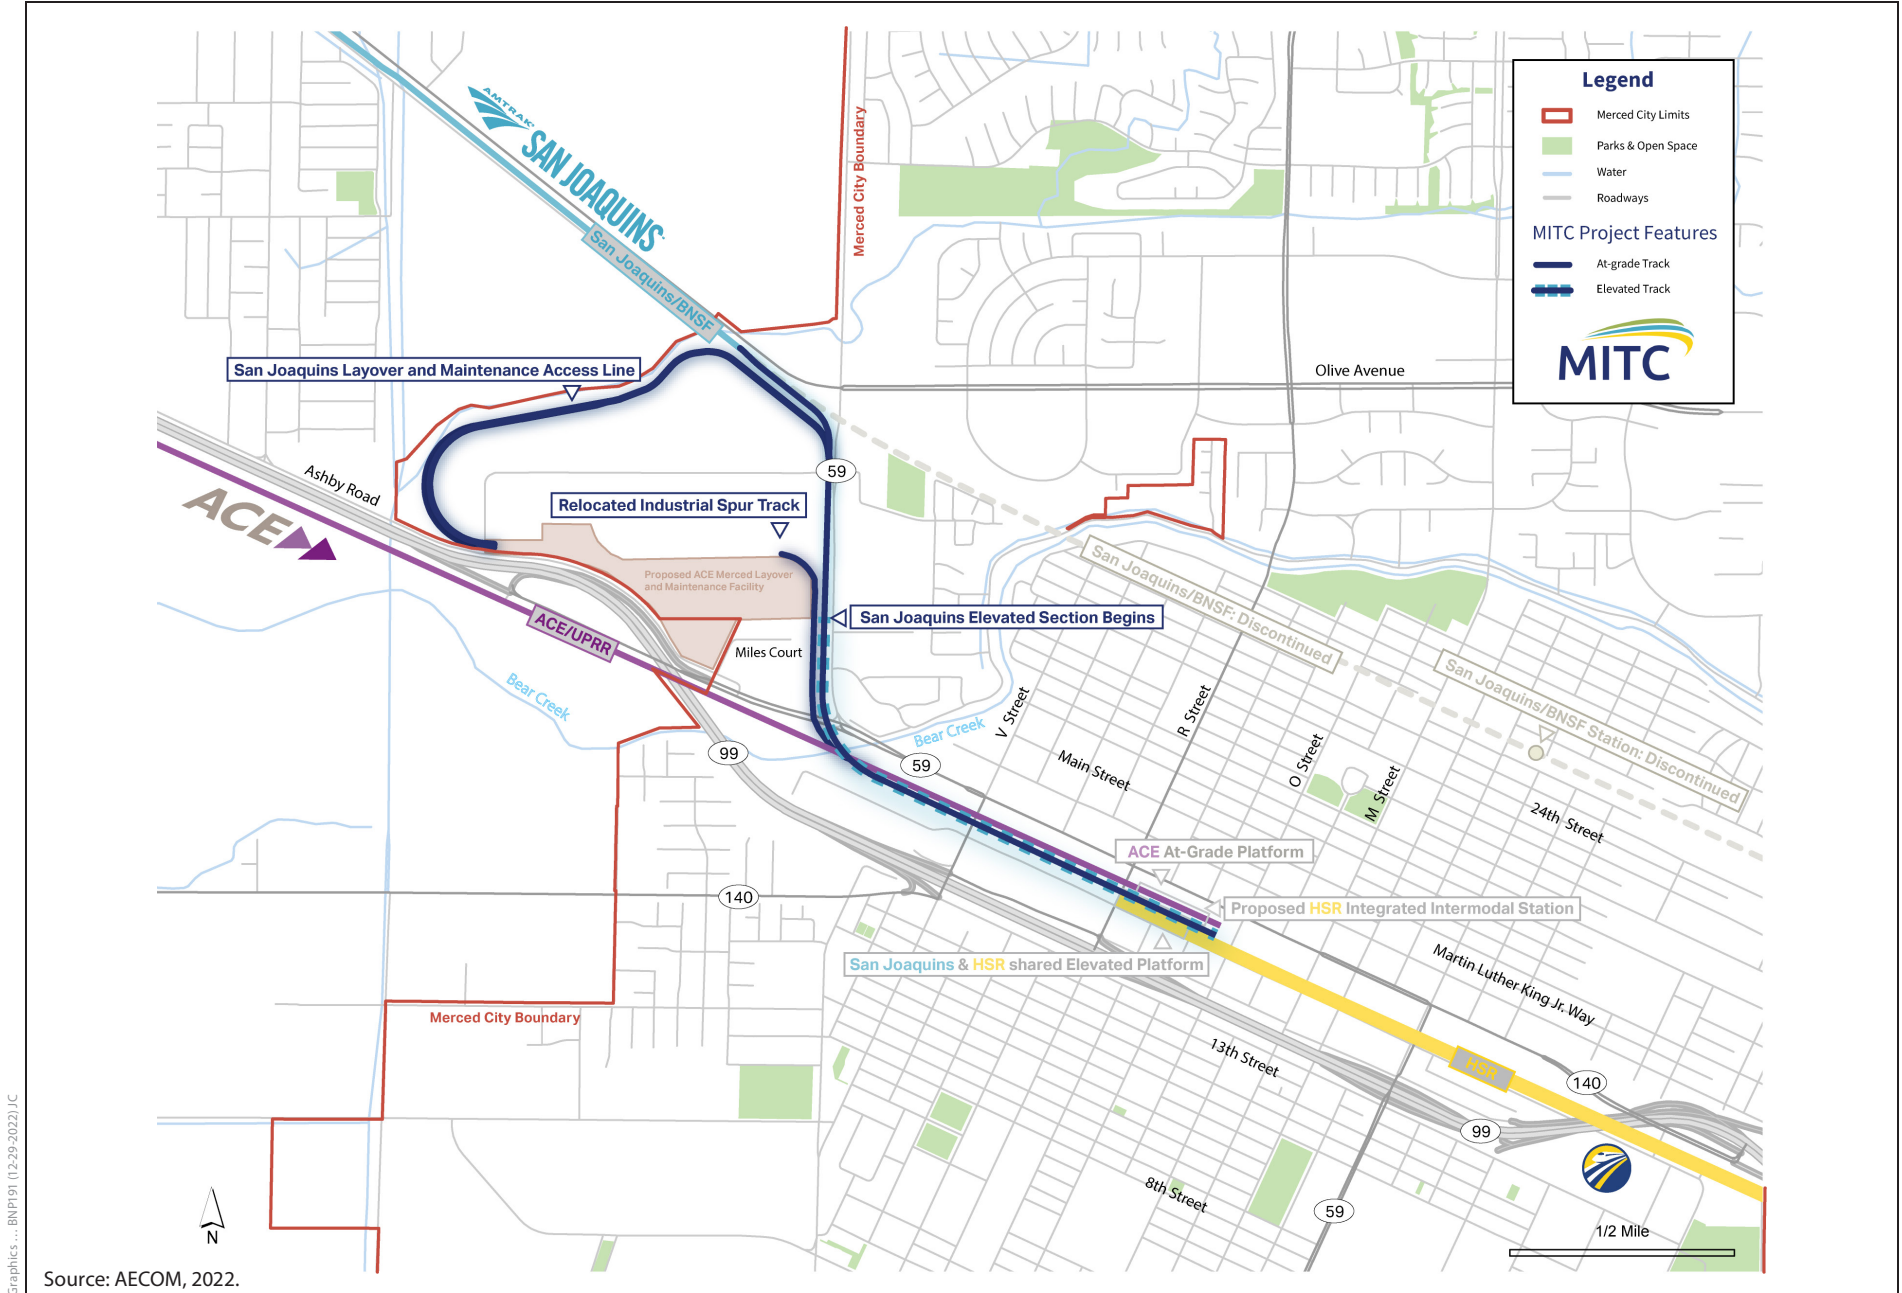 AMTRAK
SAN JOAQUINS
San Joaquins/BNSF
Merced City Boundary
Legend
Merced City Limits
Parks & Open Space
Water
Roadways
MITC Project Features
At-grade Track
Elevated Track
MITC
San Joaquins Layover and Maintenance Access Line
Olive Avenue
Ashby Road
ACE
59
Relocated Industrial Spur Track
Proposed ACE Merced Layover
and Maintenance Facility
San Joaquins/BNSF: Discontinued
San Joaquins Elevated Section Begins
ACE/UPRR
Miles Court
Bear Creek
Bear Creek
V Street
R Street
O Street
M Street
San Joaquins/BNSF Station: Discontinued
99
59
Main Street
24th Street
ACE At-Grade Platform
140
Proposed HSR Integrated Intermodal Station
San Joaquins & HSR shared Elevated Platform
Martin Luther King Jr. Way
Merced City Boundary
13th Street
HSR
140
99
8th Street
59
1/2 Mile
N
Source: AECOM, 2022.
Graphics ... BNP191 (12-29-2022) JC